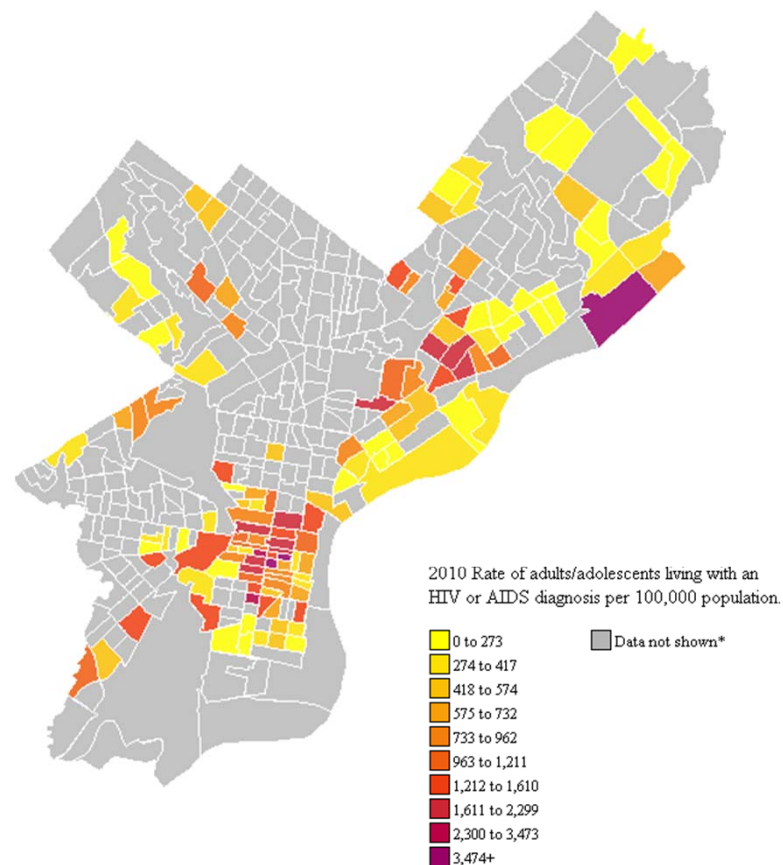 2010 Rate of adults/adolescents living with an
HIV or AIDS diagnosis per 100,000 population.
0 to 273
Data not shown*
274 to 417
418 to 574
575 to 732
733 to 962
963 to 1,211
1,212 to 1,610
1,611 to 2,299
2,300 to 3,473
3,474+